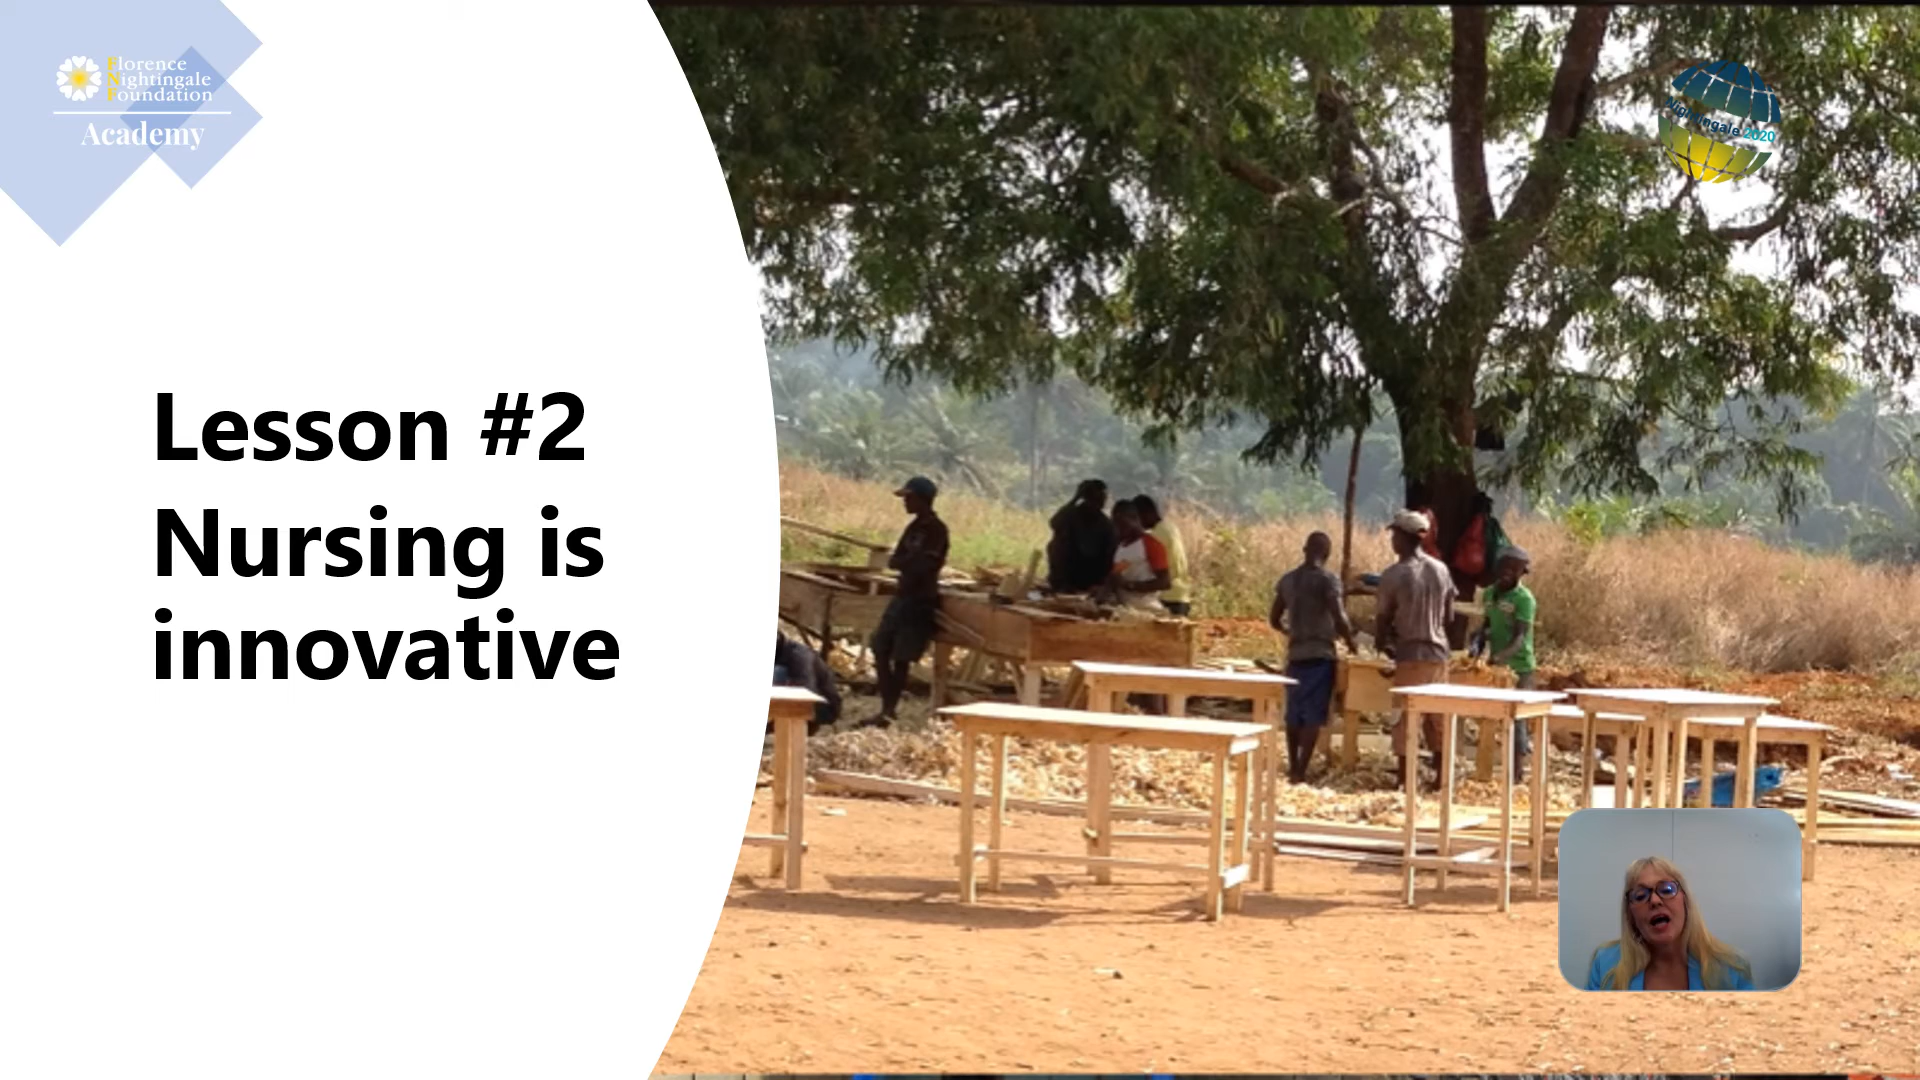 Florence
Nightingale
Foundation
Academy
Nightingale 2020
Lesson #2
Nursing is
innovative